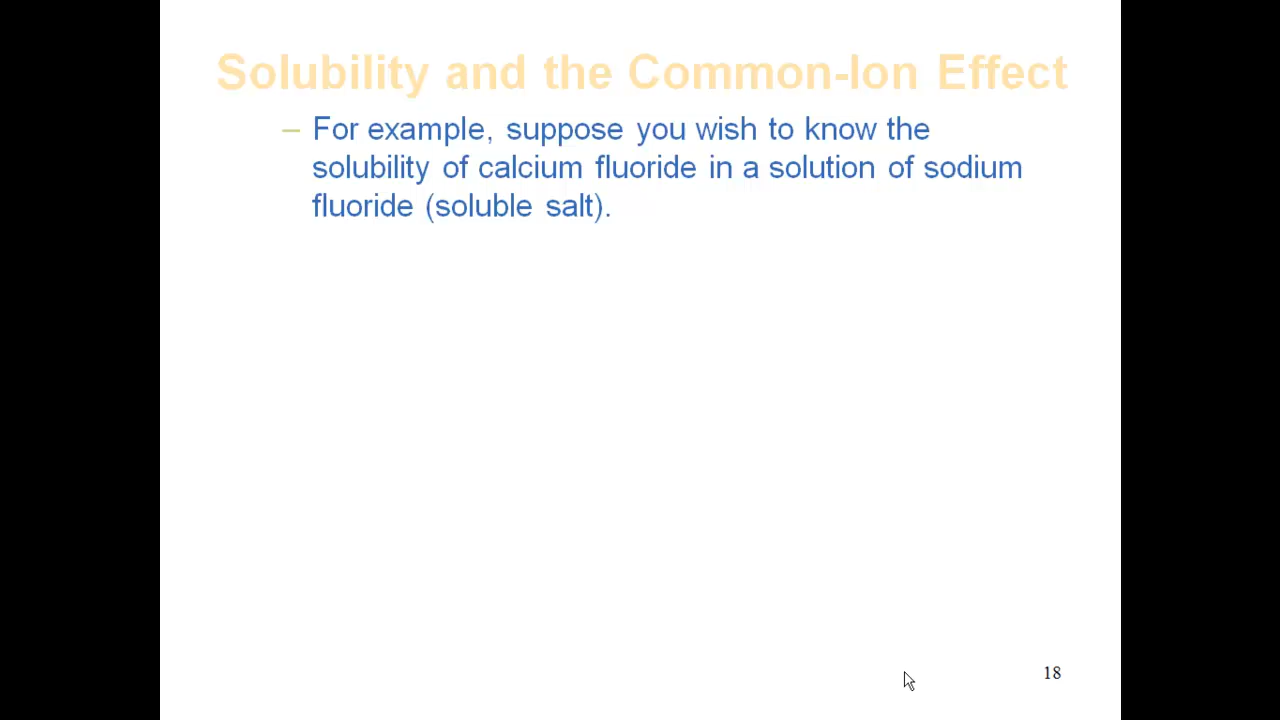 Solubility and the Common-Ion Effect
– For example, suppose you wish to know the
solubility of calcium fluoride in a solution of sodium
fluoride (soluble salt).
18